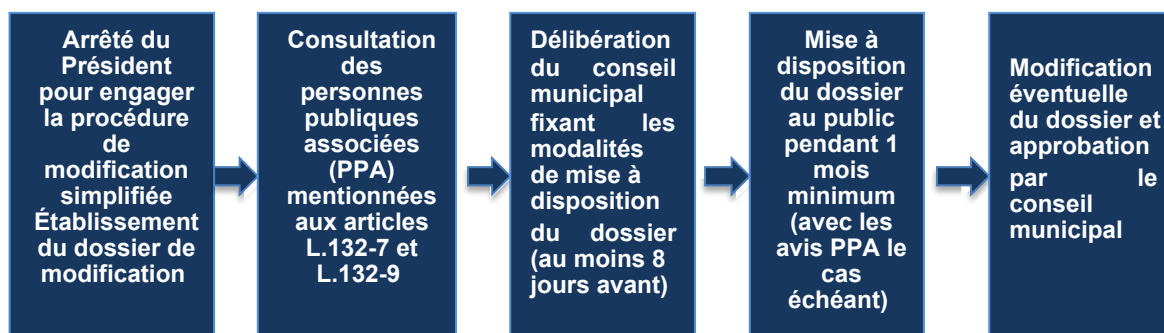 Arrêté du
Président
pour engager
la procédure
de
modification
simplifiée
Établissement
du dossier de
modification
Consultation
des
personnes
publiques
associées
(PPA)
mentionnées
aux articles
L.132-7 et
L.132-9
Délibération
du conseil
municipal
fixant les
modalités
de mise à
disposition
du dossier
(au moins 8
jours avant)
Mise à
disposition
du dossier
au public
pendant 1
mois
minimum
(avec les
avis PPA le
cas
échéant)
Modification
éventuelle
du dossier et
approbation
par le
conseil
municipal